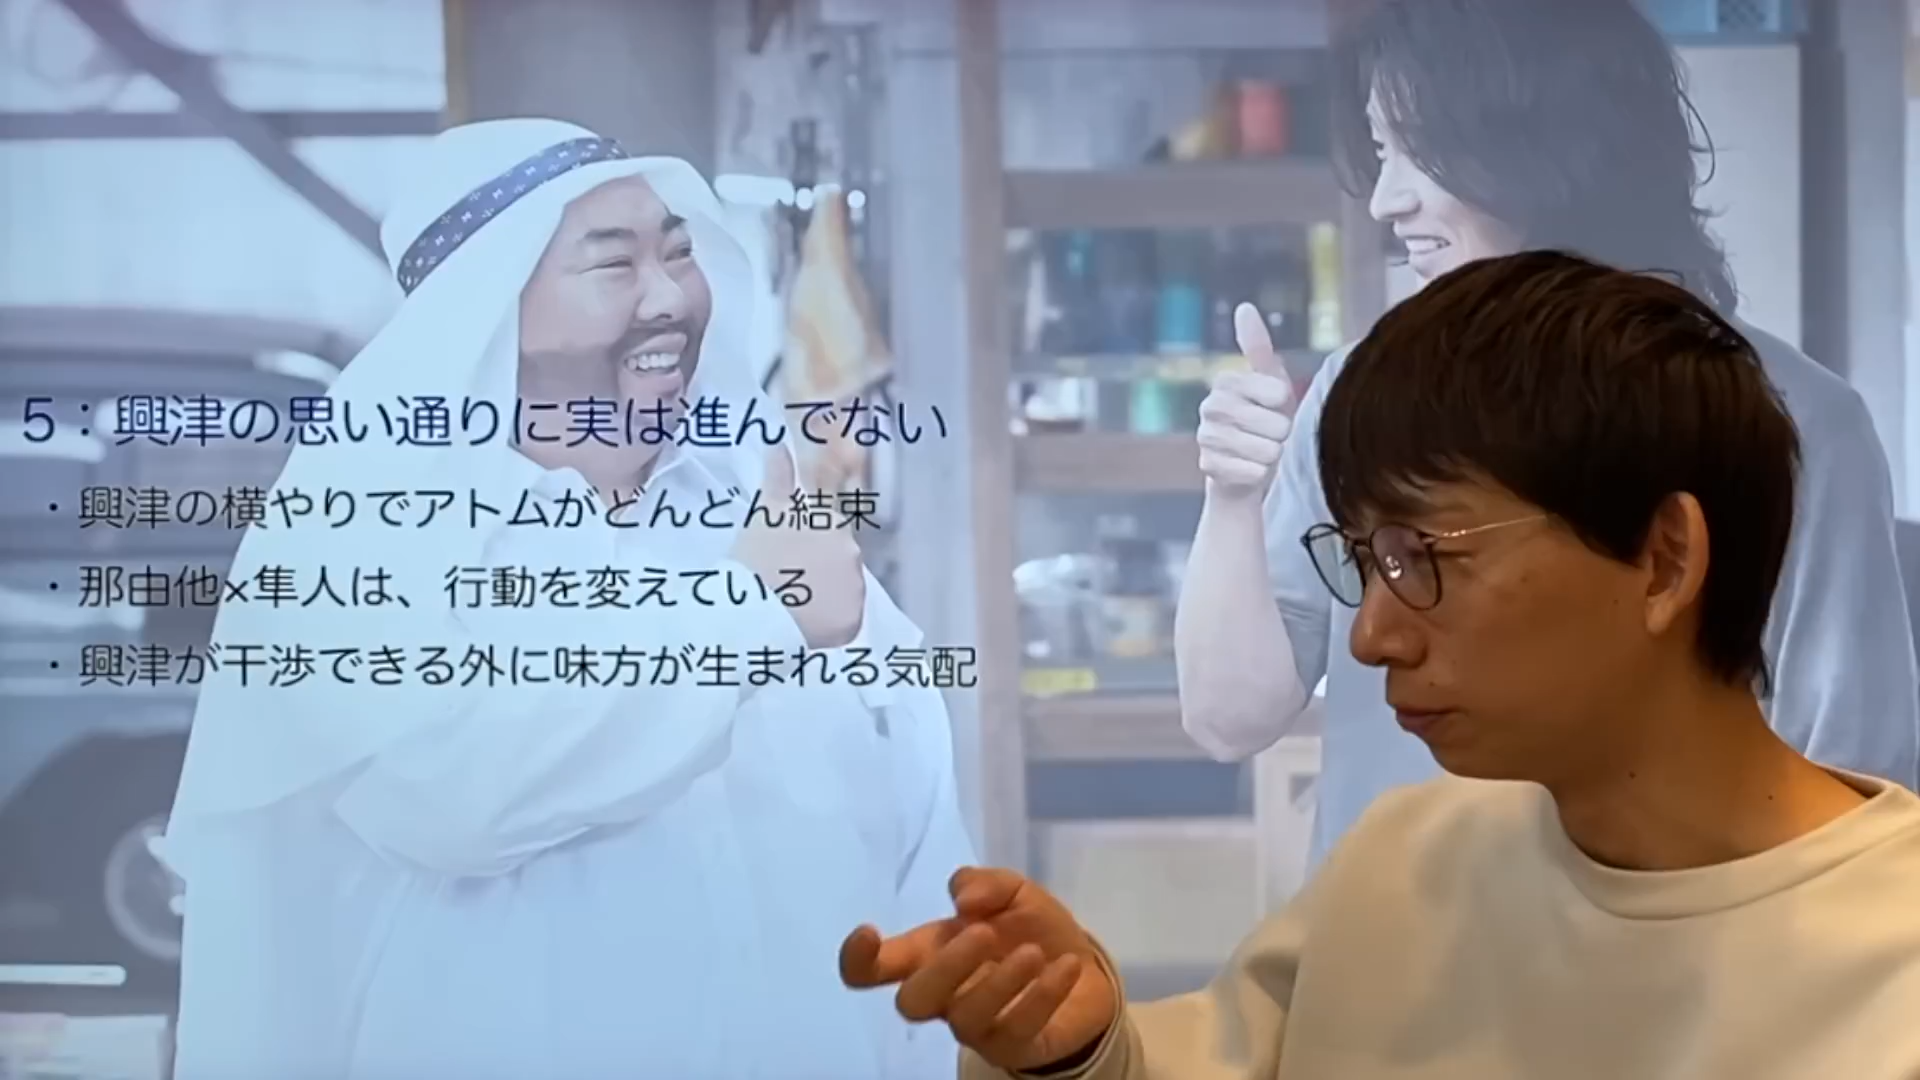 5：興津の思い通りに実は進んでない
・興津の横やりでアトムがどんどん結束
・那由他×隼人は、行動を変えている
・興津が干渉できる外に味方が生まれる気配